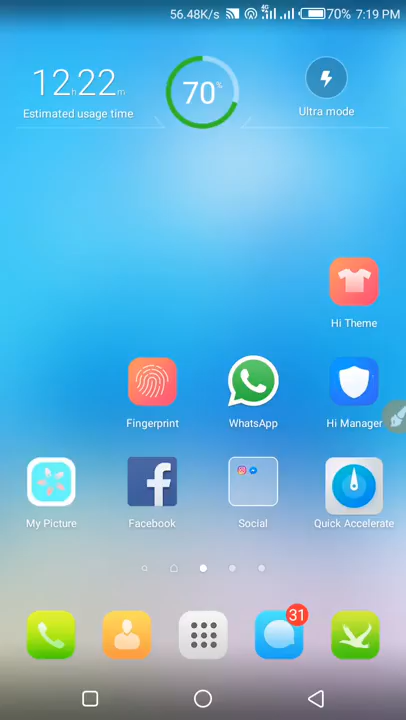 56.48K/s 4G 70% 7:19 PM
12h22m
70%
Estimated usage time
Ultra mode
Hi Theme
Fingerprint WhatsApp Hi Manager
My Picture Facebook Social Quick Accelerate
31